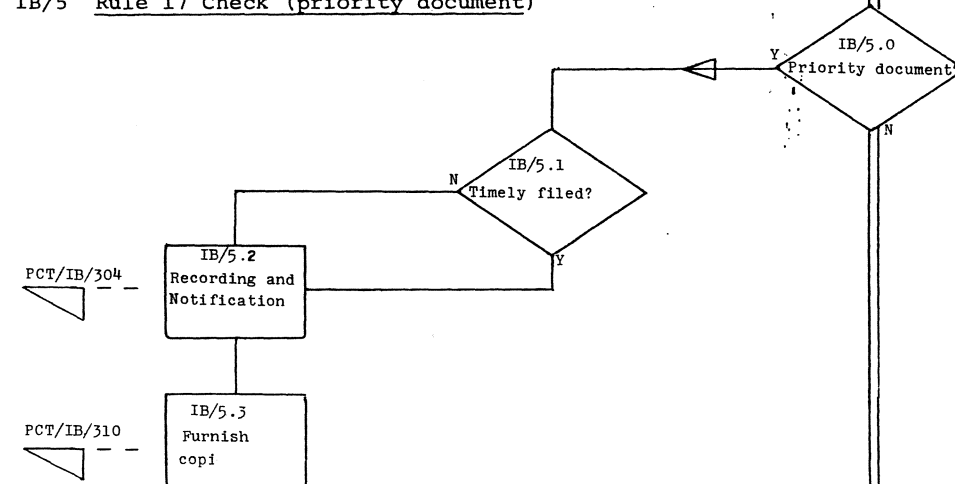 IB/5 Rule 17 Check (priority document)
IB/5.0
Y
Priority document
N
IB/5.1
N
Timely filed?
Y
IB/5.2
Recording and
Notification
PCT/IB/304
IB/5.3
Furnish
copi
PCT/IB/310